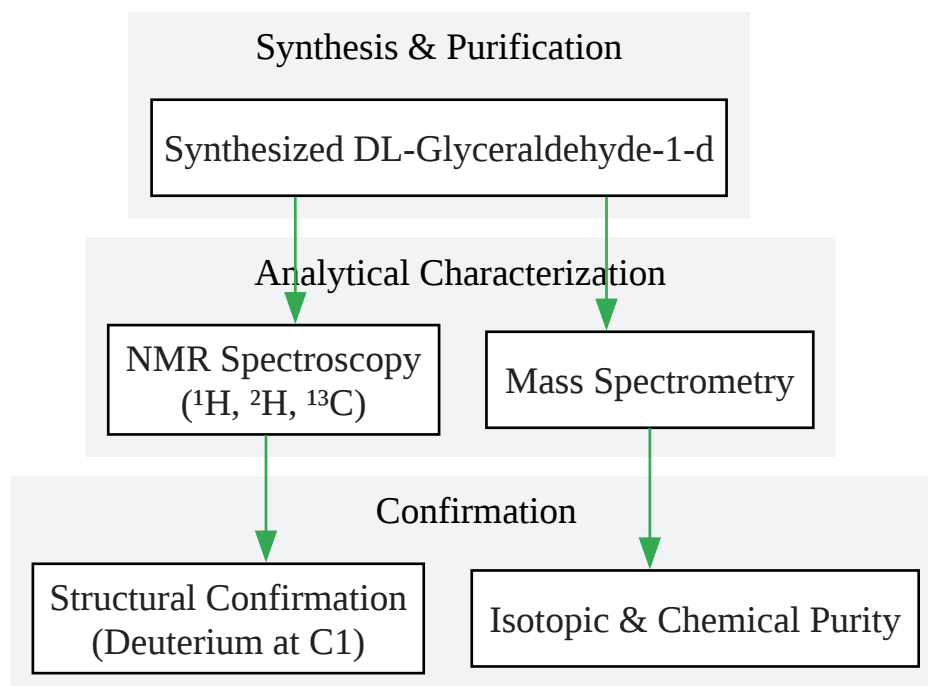 Synthesis & Purification
Synthesized DL-Glyceraldehyde-1-d
Analytical Characterization
NMR Spectroscopy
(¹H, ²H, ¹³C)
Mass Spectrometry
Confirmation
Structural Confirmation
(Deuterium at C1)
Isotopic & Chemical Purity